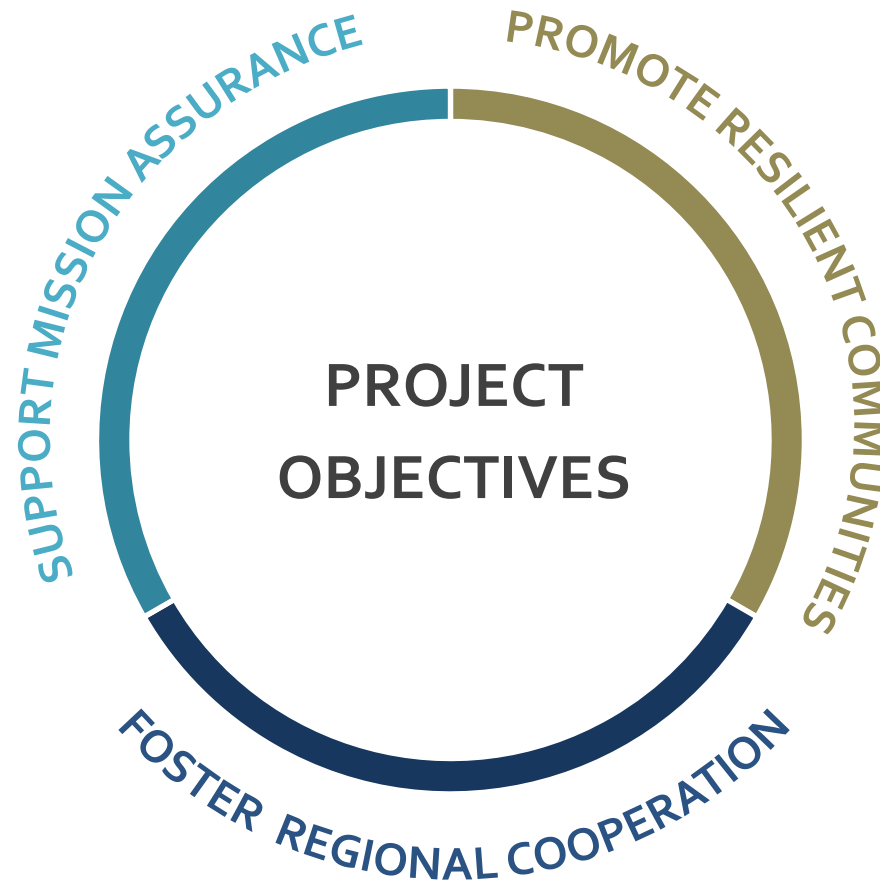 SUPPORT MISSION ASSURANCE
PROMOTE RESILIENT COMMUNITIES
PROJECT
OBJECTIVES
FOSTER REGIONAL COOPERATION